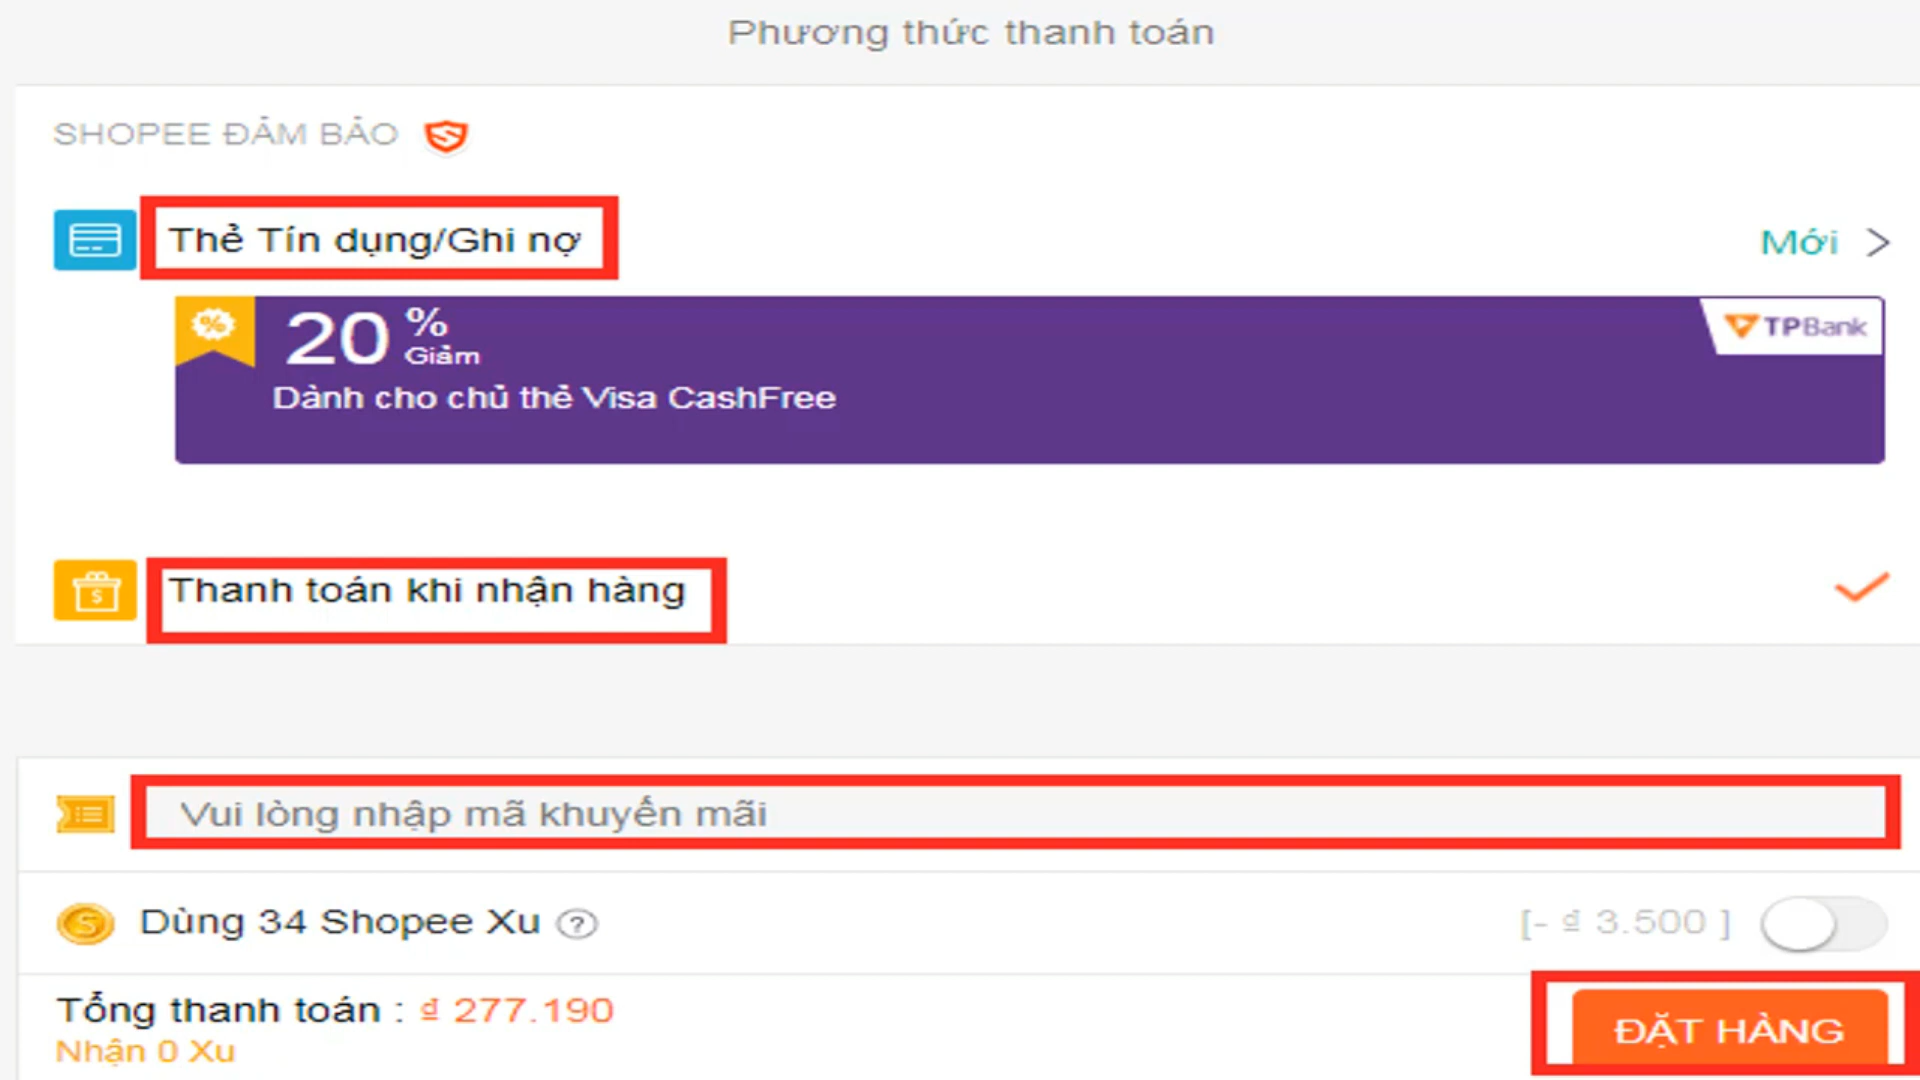 Phương thức thanh toán
SHOPEE ĐẢM BẢO
Thẻ Tín dụng/Ghi nợ
Mới
20 % Giảm
TPBank
Dành cho chủ thẻ Visa CashFree
Thanh toán khi nhận hàng
Vui lòng nhập mã khuyến mãi
Dùng 34 Shopee Xu ?
[- ₫ 3.500 ]
Tổng thanh toán : ₫ 277.190
Nhận 0 Xu
ĐẶT HÀNG